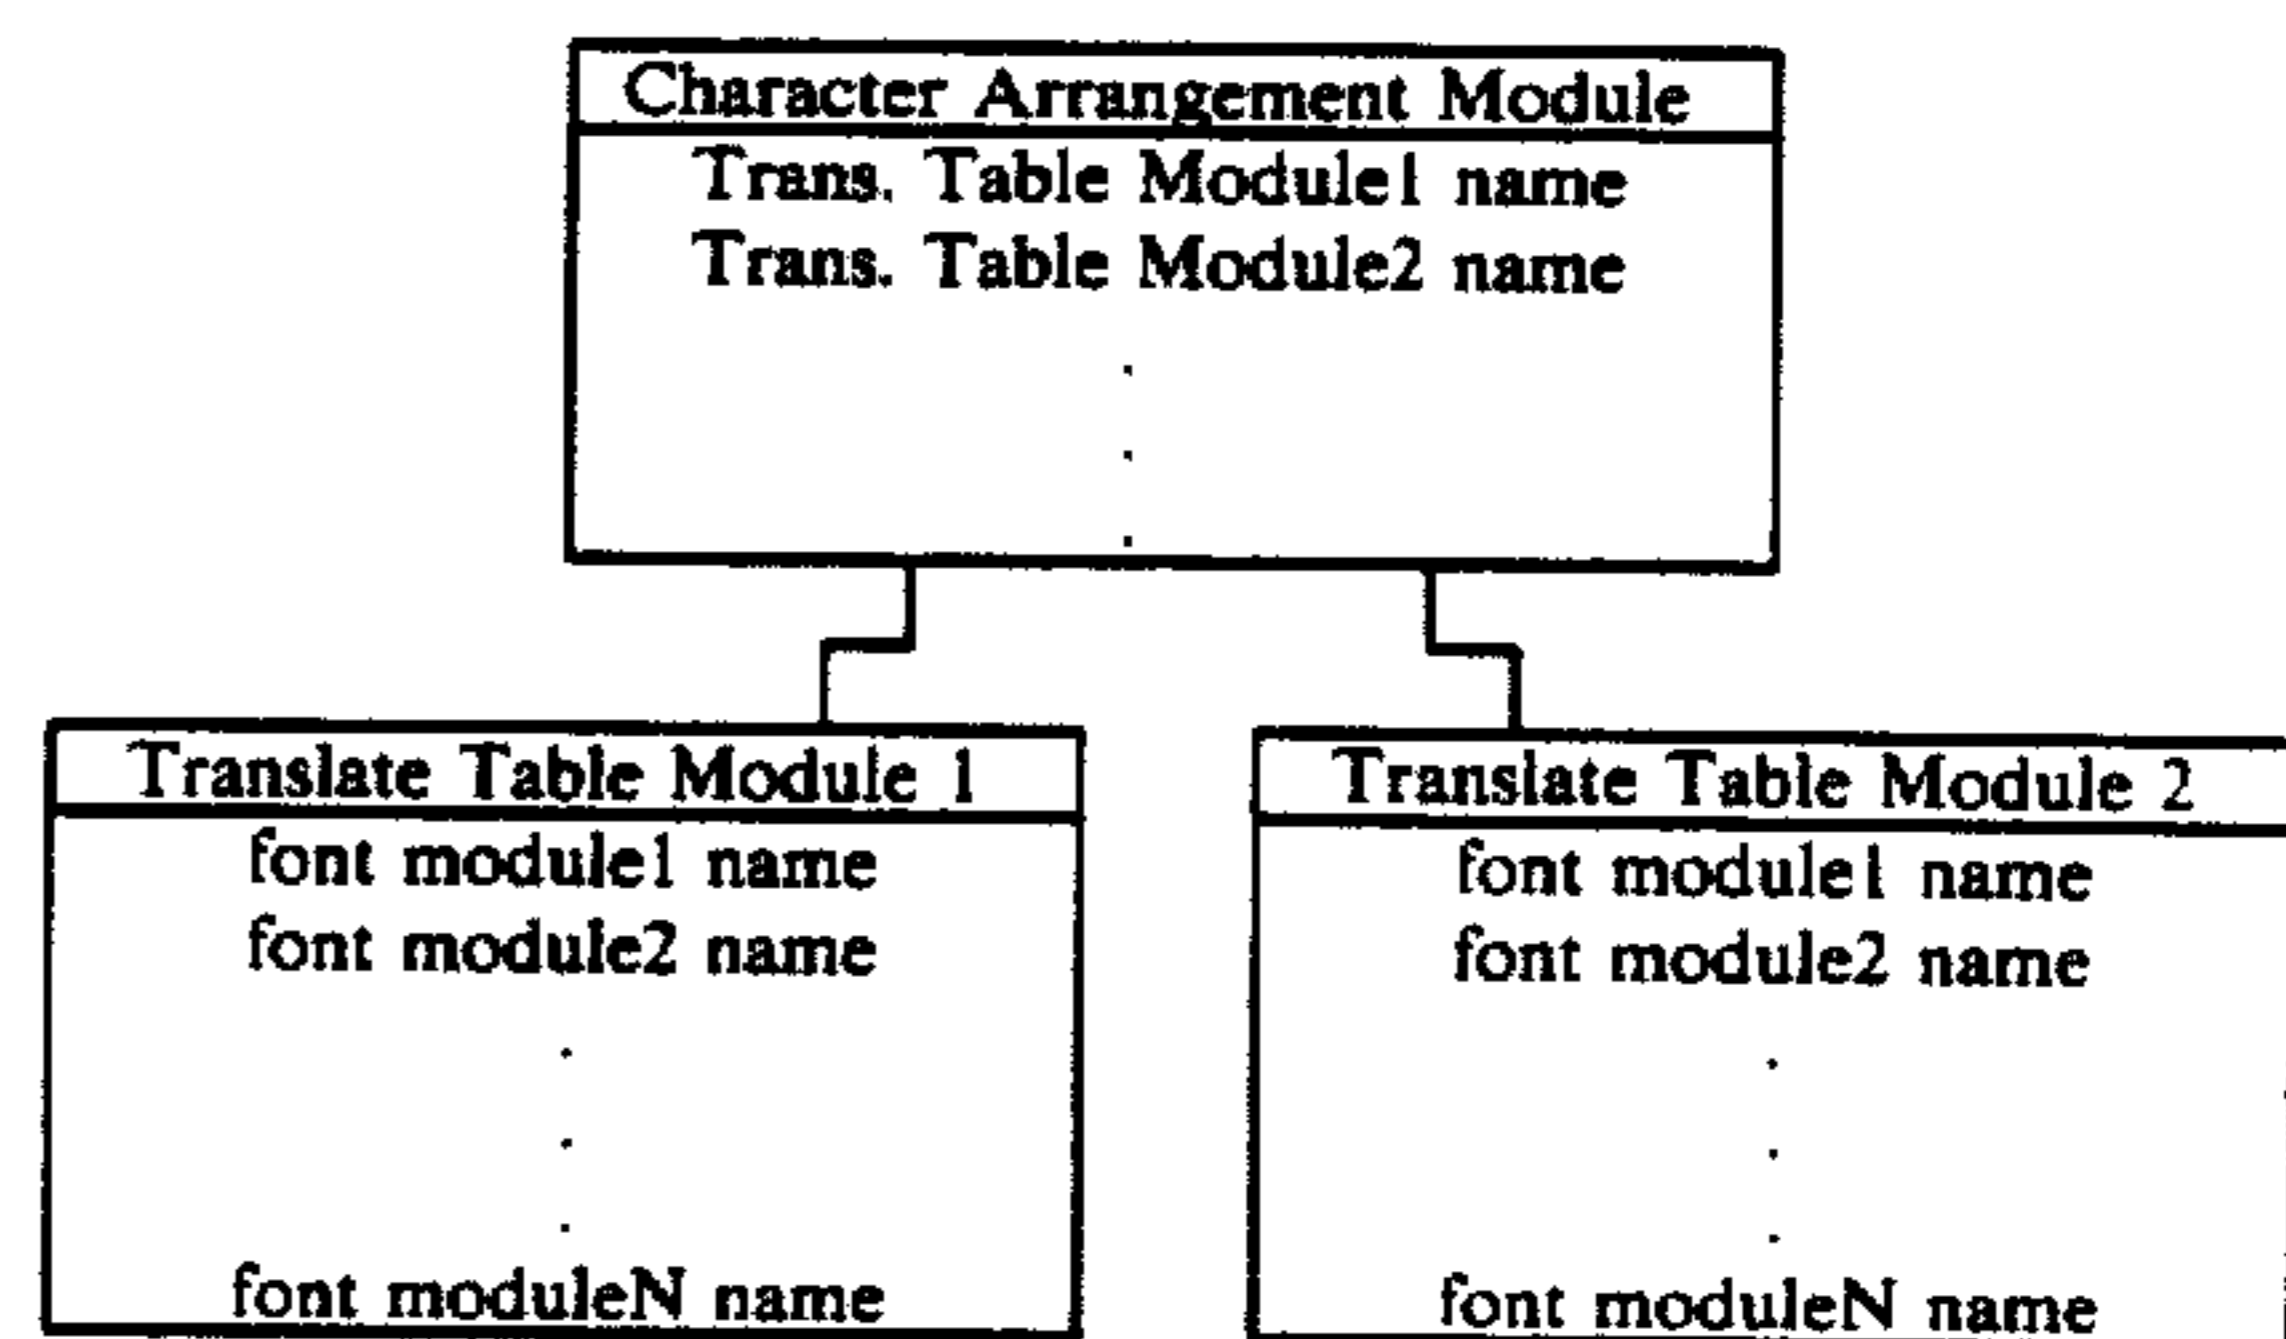 Character Arrangement Module
Trans. Table Module1 name
Trans. Table Module2 name
.
.
.
Translate Table Module 1
font module1 name
font module2 name
.
.
.
font moduleN name
Translate Table Module 2
font module1 name
font module2 name
.
.
.
font moduleN name